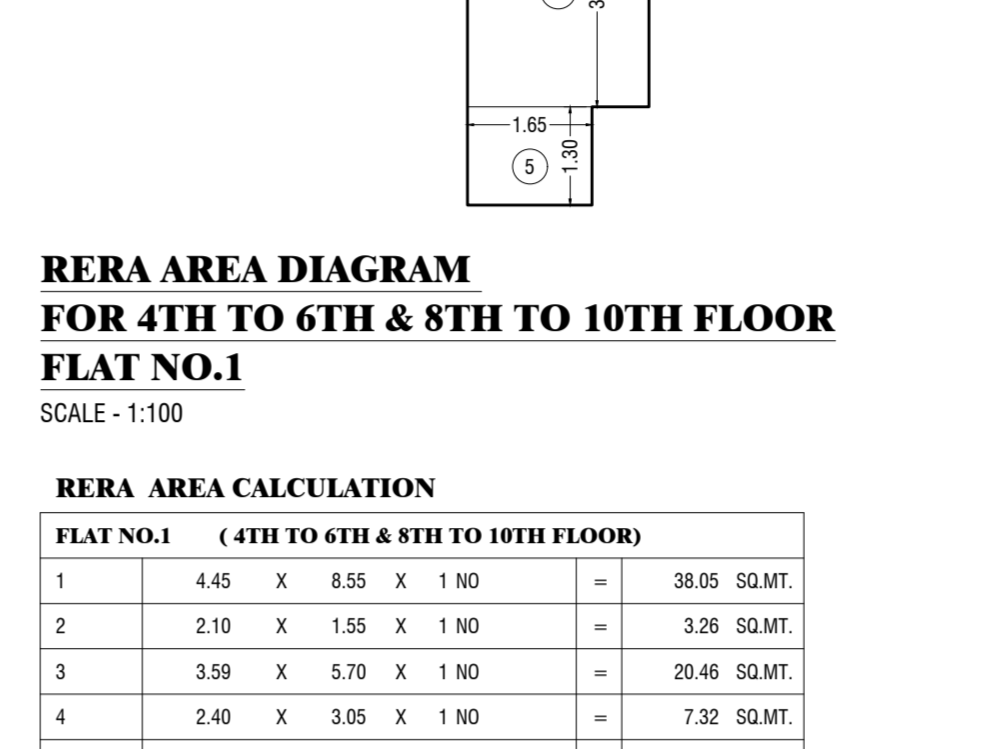 1.65
1.30
5
RERA AREA DIAGRAM
FOR 4TH TO 6TH & 8TH TO 10TH FLOOR
FLAT NO.1
SCALE - 1:100
RERA AREA CALCULATION
FLAT NO.1 ( 4TH TO 6TH & 8TH TO 10TH FLOOR)
1 4.45 X 8.55 X 1 NO = 38.05 SQ.MT.
2 2.10 X 1.55 X 1 NO = 3.26 SQ.MT.
3 3.59 X 5.70 X 1 NO = 20.46 SQ.MT.
4 2.40 X 3.05 X 1 NO = 7.32 SQ.MT.